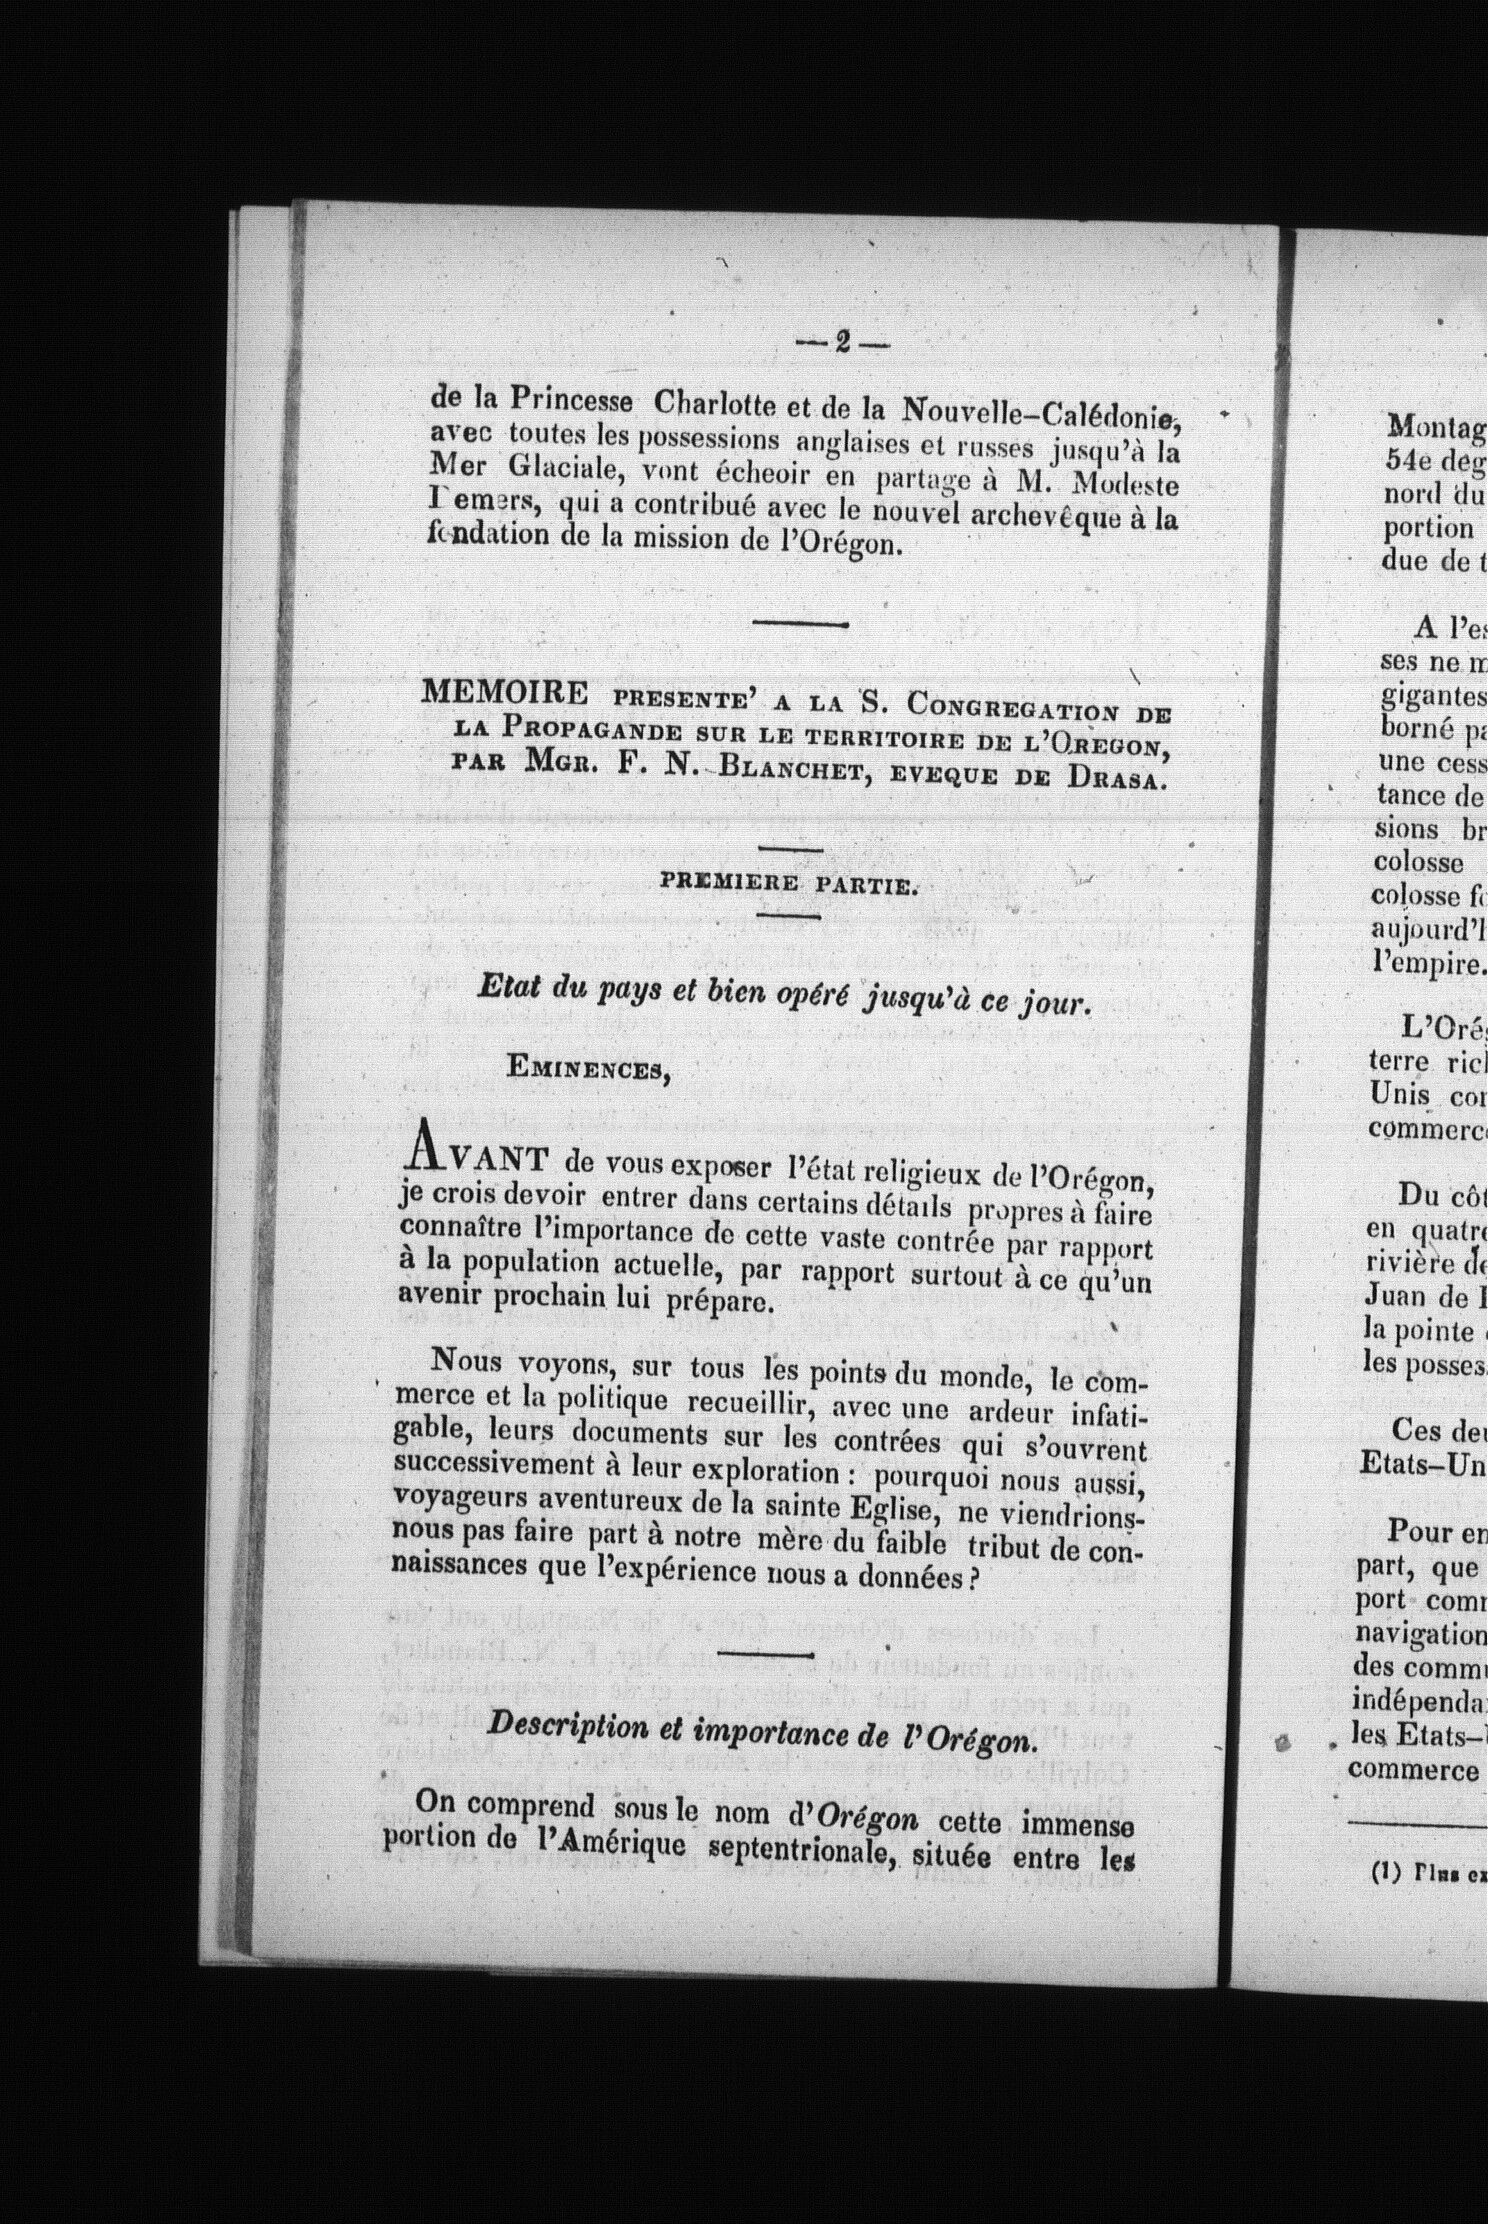 — 2 —
de la Princesse Charlotte et de la Nouvelle-Calédonie,
avec toutes les possessions anglaises et russes jusqu'à la
Mer Glaciale, vont écheoir en partage à M. Modeste
Demers, qui a contribué avec le nouvel archevêque à la
fondation de la mission de l'Orégon.
MEMOIRE PRESENTE' A LA S. CONGREGATION DE
LA PROPAGANDE SUR LE TERRITOIRE DE L'OREGON,
PAR MGR. F. N. BLANCHET, EVEQUE DE DRASA.
PREMIERE PARTIE.
Etat du pays et bien opéré jusqu'à ce jour.
EMINENCES,
AVANT de vous exposer l'état religieux de l'Orégon,
je crois devoir entrer dans certains détails propres à faire
connaître l'importance de cette vaste contrée par rapport
à la population actuelle, par rapport surtout à ce qu'un
avenir prochain lui prépare.
Nous voyons, sur tous les points du monde, le com-
merce et la politique recueillir, avec une ardeur infati-
gable, leurs documents sur les contrées qui s'ouvrent
successivement à leur exploration : pourquoi nous aussi,
voyageurs aventureux de la sainte Eglise, ne viendrions-
nous pas faire part à notre mère du faible tribut de con-
naissances que l'expérience nous a données ?
Description et importance de l'Orégon.
On comprend sous le nom d'Orégon cette immense
portion de l'Amérique septentrionale, située entre les
Montag
54e deg
nord du
portion
due de t
A l'es
ses ne m
gigantes
borné pa
une cess
tance de
sions br
colosse
colosse fo
aujourd'h
l'empire.
L'Orég
terre rich
Unis con
commerce
Du côt
en quatre
rivière de
Juan de
la pointe
les posses
Ces deu
Etats-Un
Pour en
part, que
port comm
navigation
des commu
indépendan
les Etats-U
commerce
(1) Plus ex